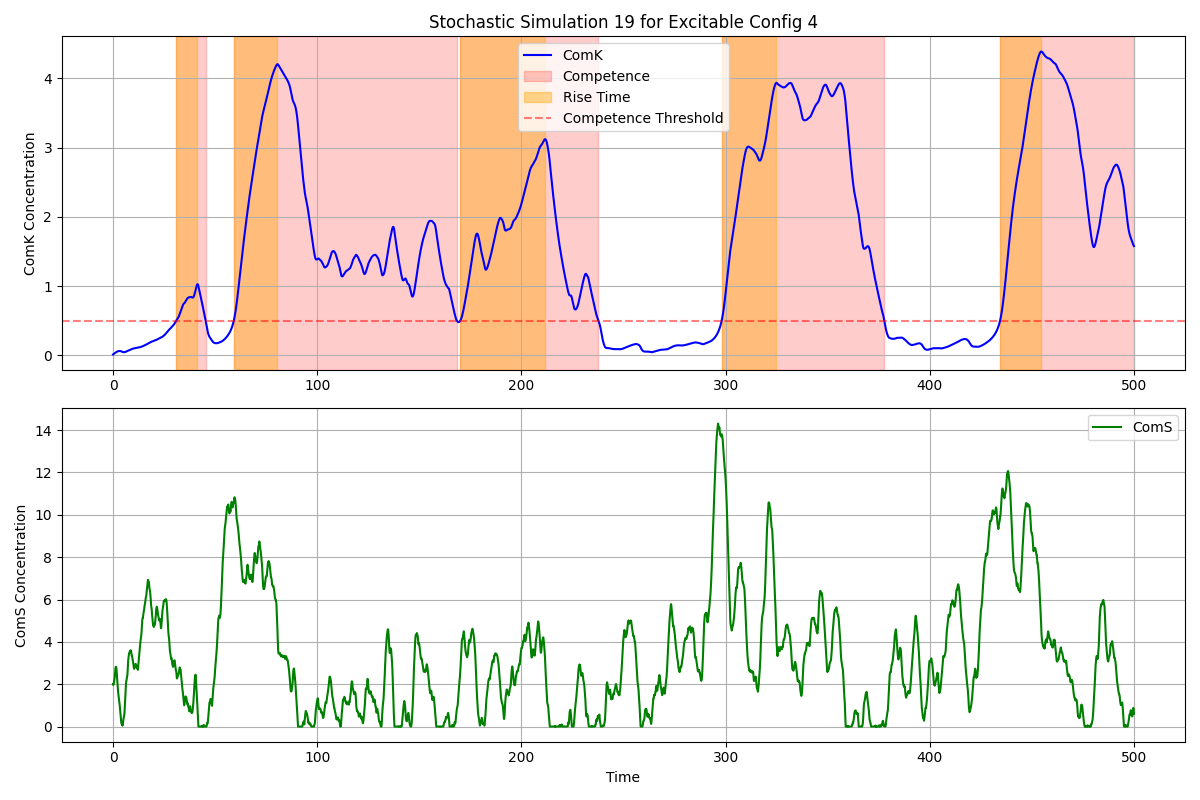 Stochastic Simulation 19 for Excitable Config 4
ComK
Competence
Rise Time
Competence Threshold
ComK Concentration
4
3
2
1
0
0 100 200 300 400 500
ComS
ComS Concentration
14
12
10
8
6
4
2
0
0 100 200 300 400 500
Time